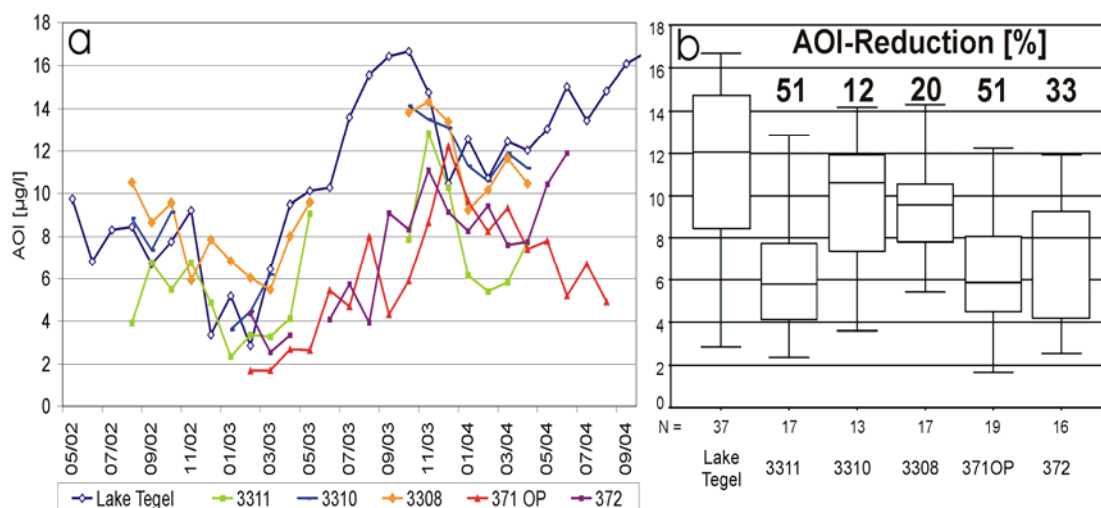 a
AOI [µg/l]
18
16
14
12
10
8
6
4
2
0
05/02 07/02 09/02 11/02 01/03 03/03 05/03 07/03 09/03 11/03 01/04 03/04 05/04 07/04 09/04
Lake Tegel 3311 3310 3308 371 OP 372
b AOI-Reduction [%]
51 12 20 51 33
18
16
14
12
10
8
6
4
2
0
N = 37 17 13 17 19 16
Lake Tegel 3311 3310 3308 371OP 372